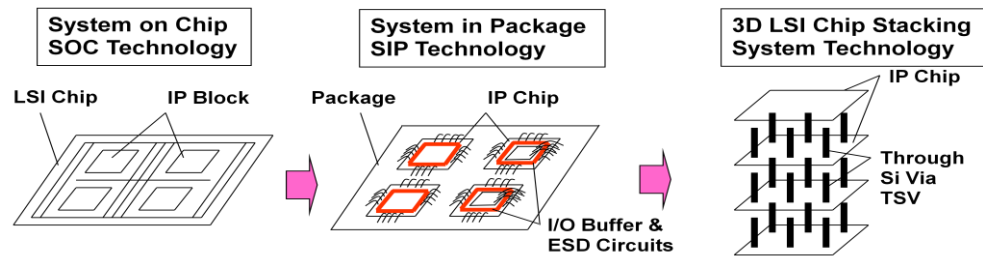 System on Chip
SOC Technology
LSI Chip
IP Block
System in Package
SIP Technology
Package
IP Chip
I/O Buffer &
ESD Circuits
3D LSI Chip Stacking
System Technology
IP Chip
Through
Si Via
TSV